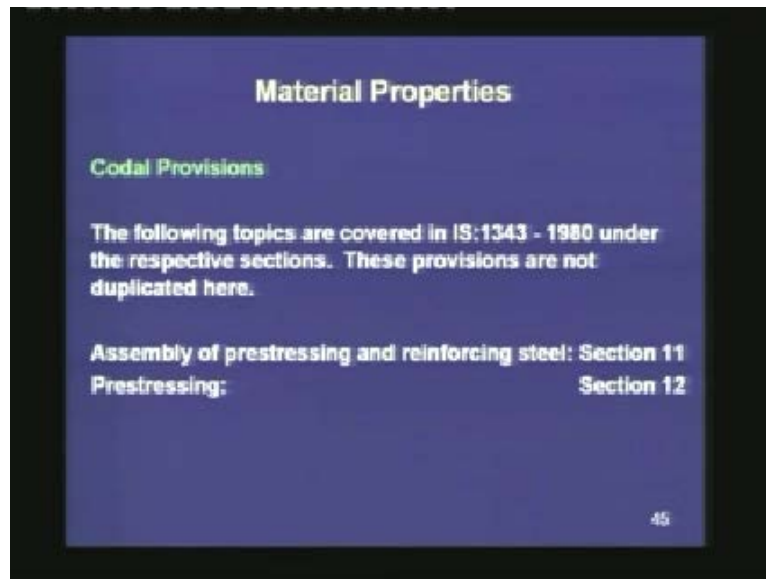 Material Properties
Codal Provisions
The following topics are covered in IS:1343 - 1980 under
the respective sections. These provisions are not
duplicated here.
Assembly of prestressing and reinforcing steel: Section 11
Prestressing: Section 12
45